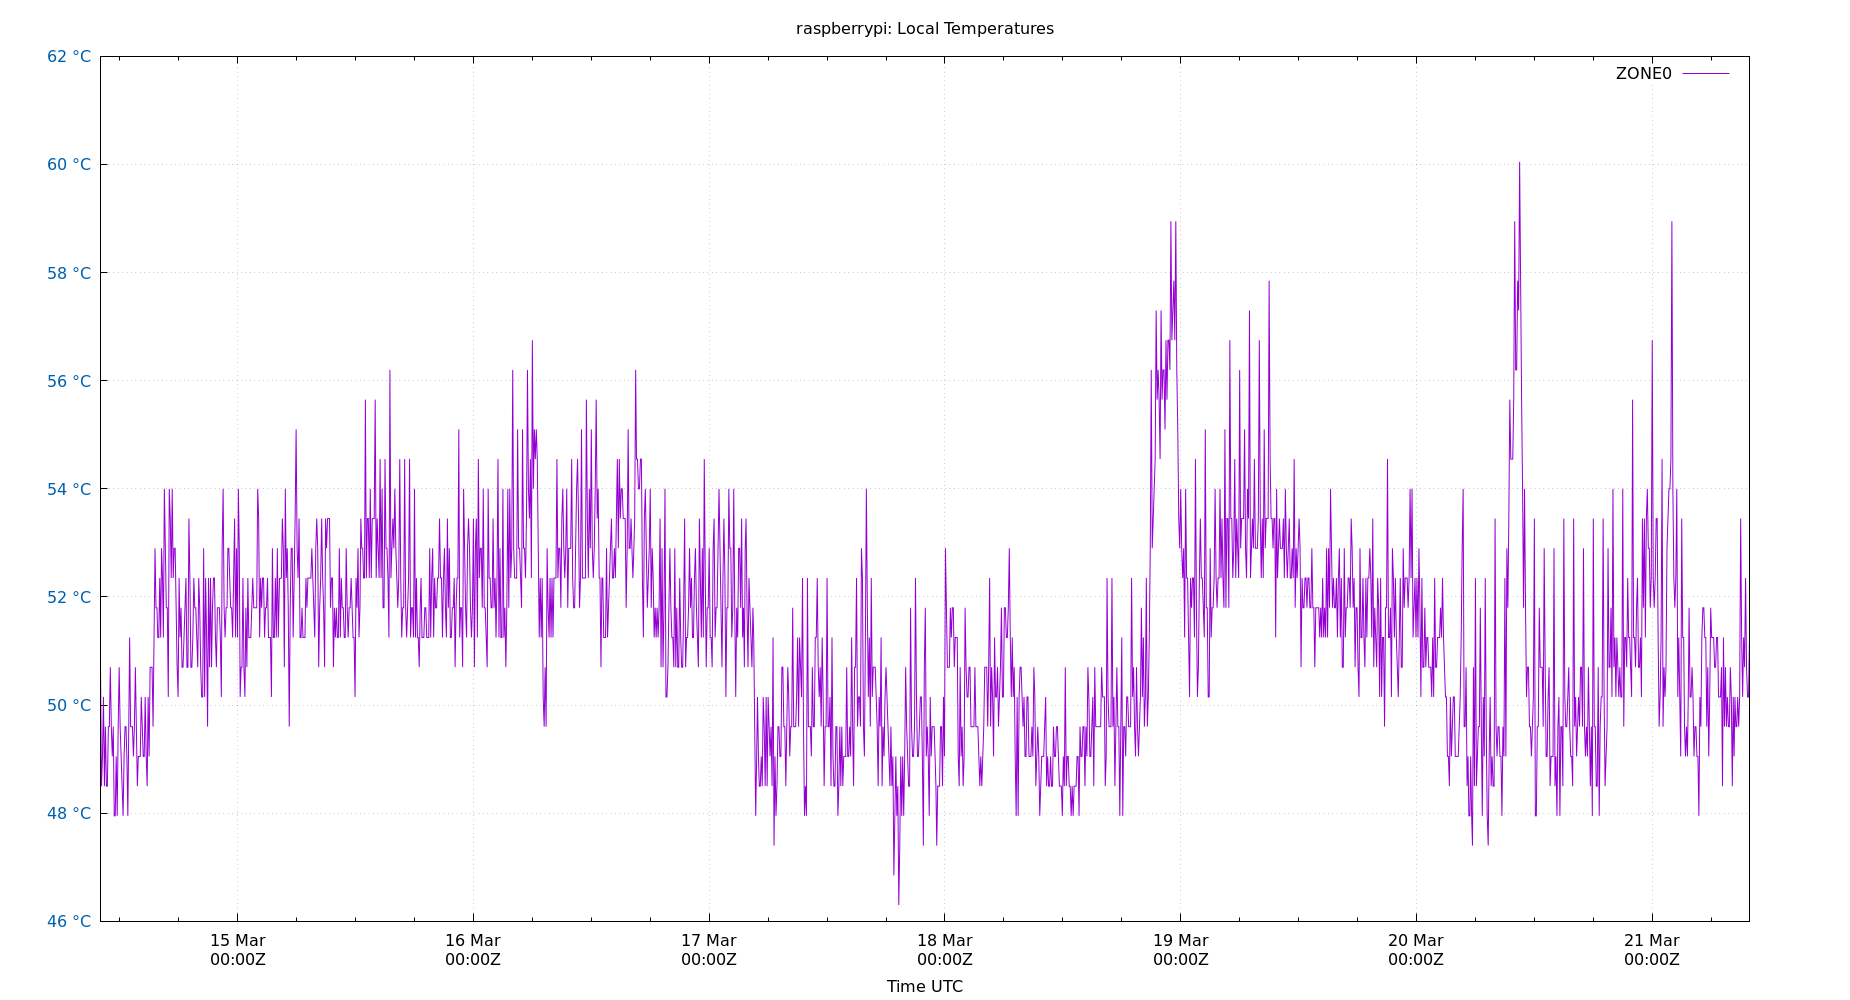 raspberrypi: Local Temperatures
62 °C
ZONE0
60 °C
58 °C
56 °C
54 °C
52 °C
50 °C
48 °C
46 °C
15 Mar 16 Mar 17 Mar 18 Mar 19 Mar 20 Mar 21 Mar
00:00Z 00:00Z 00:00Z 00:00Z 00:00Z 00:00Z 00:00Z
Time UTC